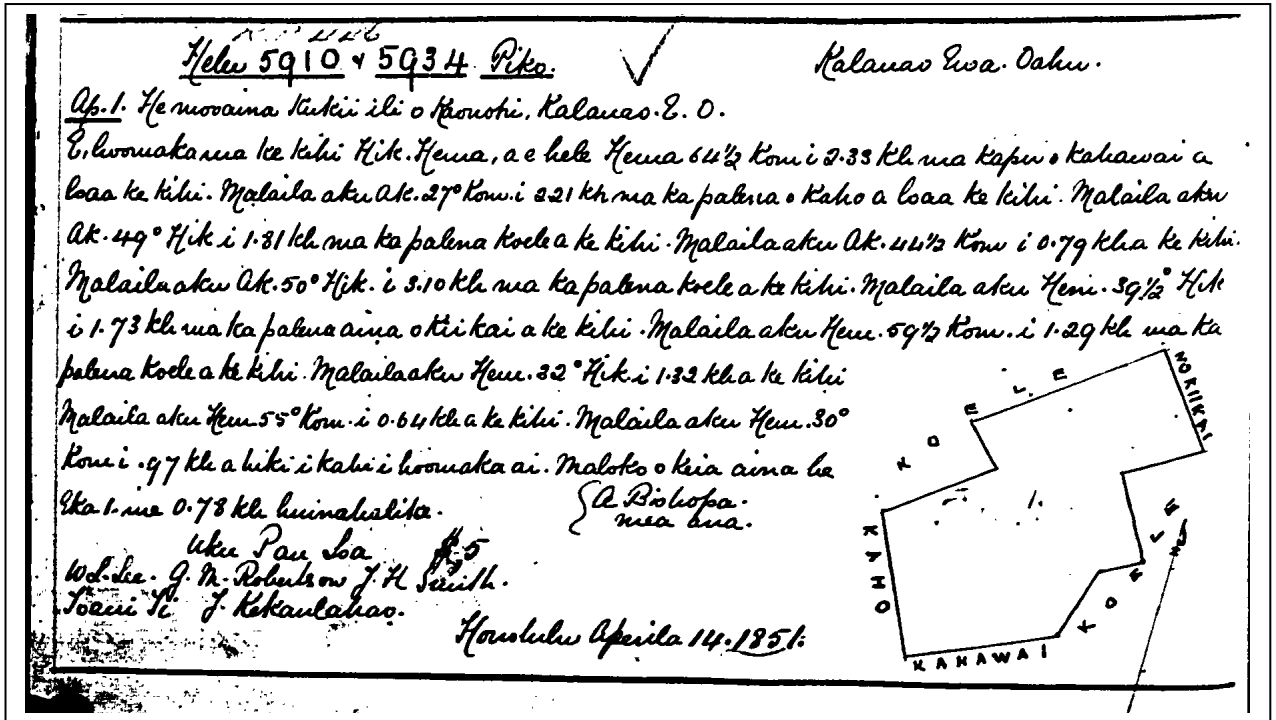 Helu 5910 & 5934 Piko. Kalauao Ewa. Oahu.
Ap. 1. He mooaina Kukii ili o Kaonohi, Kalauao. E. O.
E, hoomaka ma ke kihi Hik. Hema, a e hele Hema 64½ Kom i 2.33 Kh ma kapa o kahawai a
loaa ke kihi. Malaila aku Ak. 27° Kom. i 2.21 kh ma ka palena o Kaho a loaa ke kihi. Malaila aku
Ak. 49° Hik i 1.81 kh ma ka palena Koele a ke kihi. Malaila aku Ak. 44½ Kom i 0.79 kh a ke kihi.
Malaila aku Ak. 50° Hik. i 3.10 Kh ma ka palena koele a ke kihi. Malaila aku Hem. 39½° Hik
i 1.73 Kh ma ka palena aina o Kiikai a ke kihi. Malaila aku Hem. 59½ Kom. i 1.29 kh ma ka
palena Koele a ke kihi. Malaila aku Hem. 32° Hik. i 1.32 kh a ke kihi
Malaila aku Hem 55° Kom. i 0.64 kh a ke kihi. Malaila aku Hem. 30°
Kom i .97 Kh a hiki i kahi i hoomaka ai. Maloko o keia aina he
Eka 1. me 0.78 Kh huinahalike. A Bishopa.
mea ana.
Uku Pau Loa $5
W. L. Lee. G. M. Robertson J. H Smith.
Ioani Ii J. Kekaulahao.
Honolulu Aperila 14. 1851.
KOELE
NO KIIKAI
KAHO
1.
KOELE
KAHAWAI